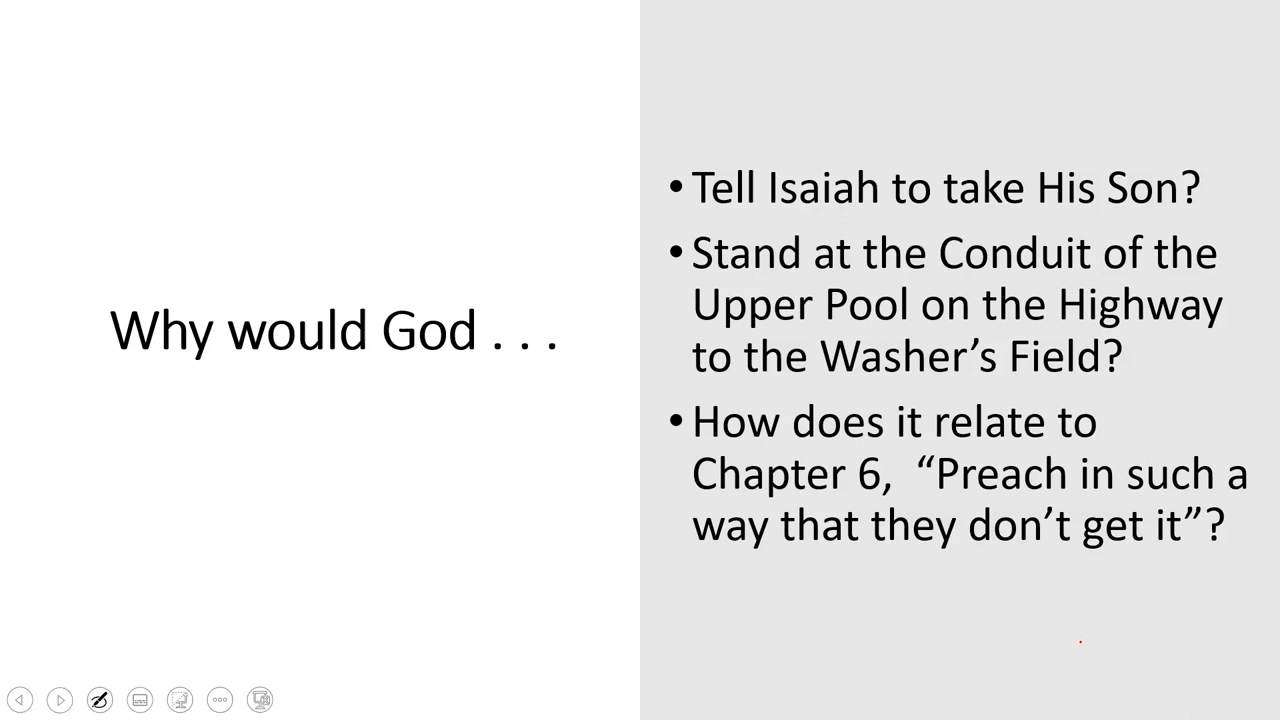 Why would God . . .
• Tell Isaiah to take His Son?
• Stand at the Conduit of the
Upper Pool on the Highway
to the Washer’s Field?
• How does it relate to
Chapter 6,  “Preach in such a
way that they don’t get it”?